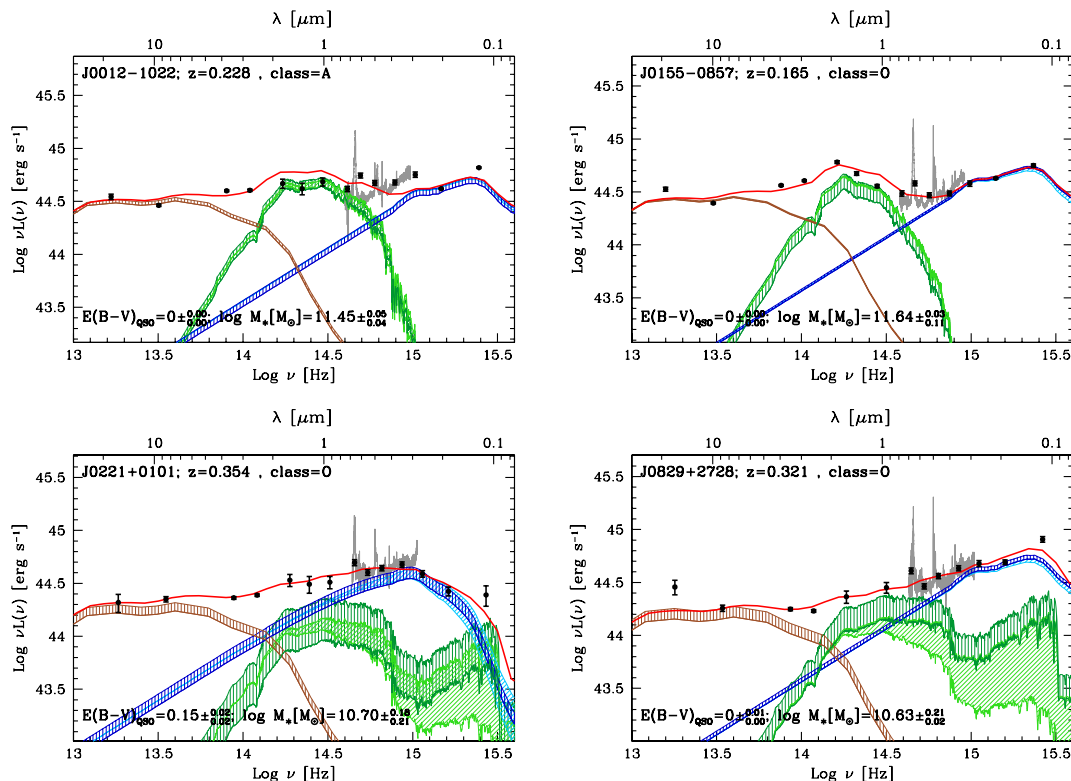 λ [μm]
10 1 0.1
J0012-1022; z=0.228 , class=A
Log νL(ν) [erg s⁻¹]
45.5
45
44.5
44
43.5
E(B-V)QSO=0±0.00 0.00, log M*[M⊙]=11.45±0.05 0.04
13 13.5 14 14.5 15 15.5
Log ν [Hz]
λ [μm]
10 1 0.1
J0155-0857; z=0.165 , class=O
Log νL(ν) [erg s⁻¹]
45.5
45
44.5
44
43.5
E(B-V)QSO=0±0.00 0.00, log M*[M⊙]=11.64±0.03 0.11
13 13.5 14 14.5 15 15.5
Log ν [Hz]
λ [μm]
10 1 0.1
J0221+0101; z=0.354 , class=O
Log νL(ν) [erg s⁻¹]
45.5
45
44.5
44
43.5
E(B-V)QSO=0.15±0.02 0.02, log M*[M⊙]=10.70±0.18 0.21
13 13.5 14 14.5 15 15.5
Log ν [Hz]
λ [μm]
10 1 0.1
J0829+2728; z=0.321 , class=O
Log νL(ν) [erg s⁻¹]
45.5
45
44.5
44
43.5
E(B-V)QSO=0±0.01 0.00, log M*[M⊙]=10.63±0.21 0.02
13 13.5 14 14.5 15 15.5
Log ν [Hz]